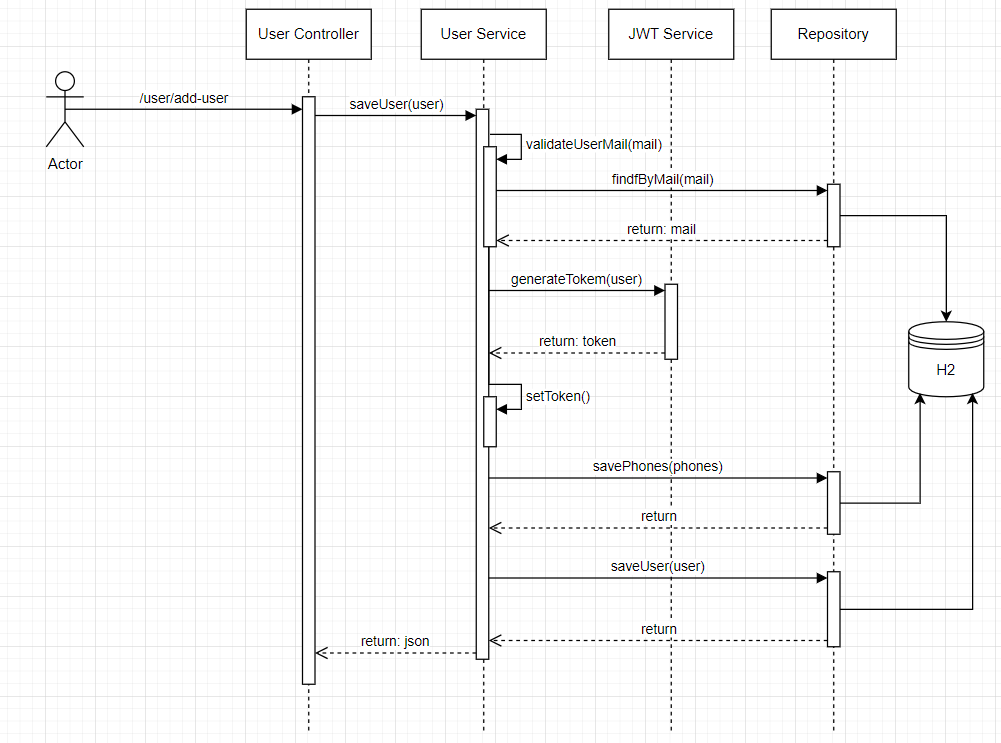 User Controller
User Service
JWT Service
Repository
/user/add-user
saveUser(user)
Actor
validateUserMail(mail)
findfByMail(mail)
return: mail
generateTokem(user)
return: token
H2
setToken()
savePhones(phones)
return
saveUser(user)
return
return: json